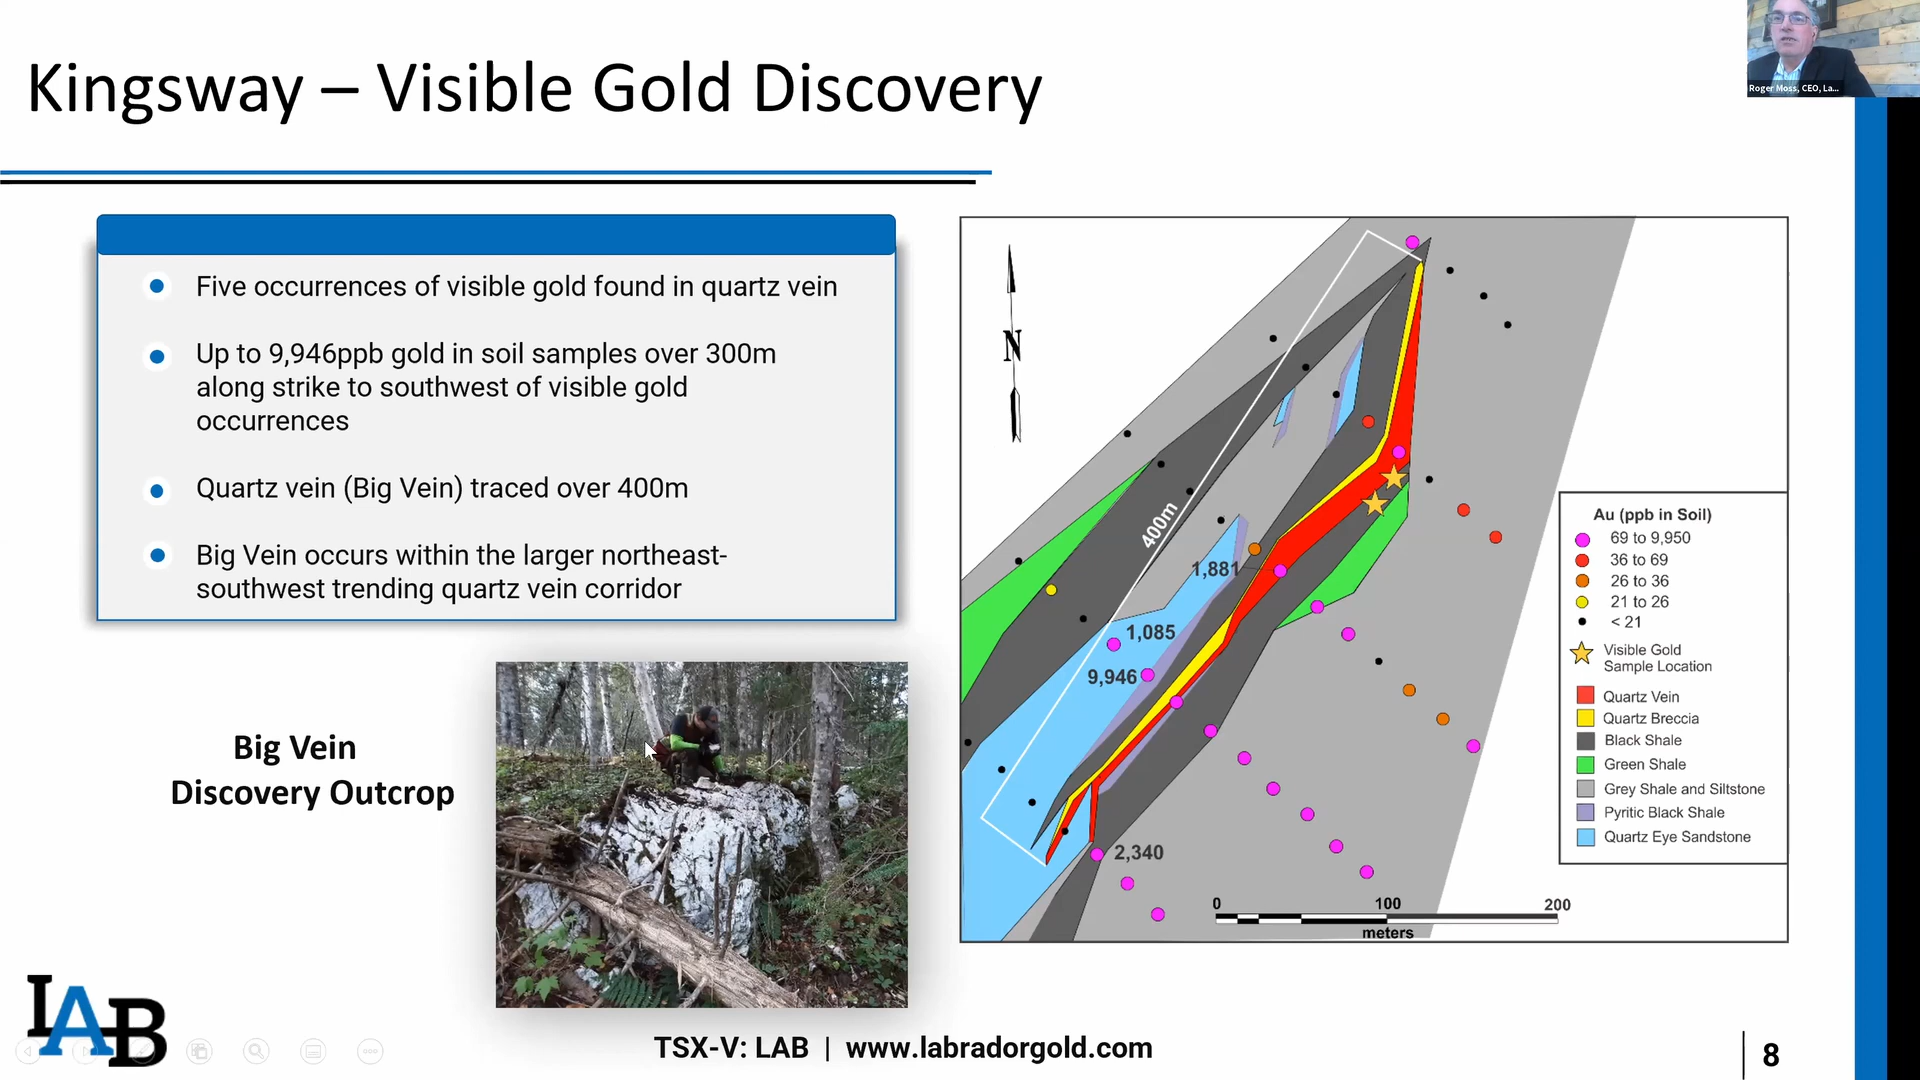 Kingsway – Visible Gold Discovery
Roger Moss, CEO, La...
Five occurrences of visible gold found in quartz vein
Up to 9,946ppb gold in soil samples over 300m
along strike to southwest of visible gold
occurrences
Quartz vein (Big Vein) traced over 400m
Big Vein occurs within the larger northeast-
southwest trending quartz vein corridor
Big Vein
Discovery Outcrop
N
400m
1,881
1,085
9,946
2,340
Au (ppb in Soil)
69 to 9,950
36 to 69
26 to 36
21 to 26
< 21
Visible Gold
Sample Location
Quartz Vein
Quartz Breccia
Black Shale
Green Shale
Grey Shale and Siltstone
Pyritic Black Shale
Quartz Eye Sandstone
0 100 200
meters
LAB
TSX-V: LAB | www.labradorgold.com
8